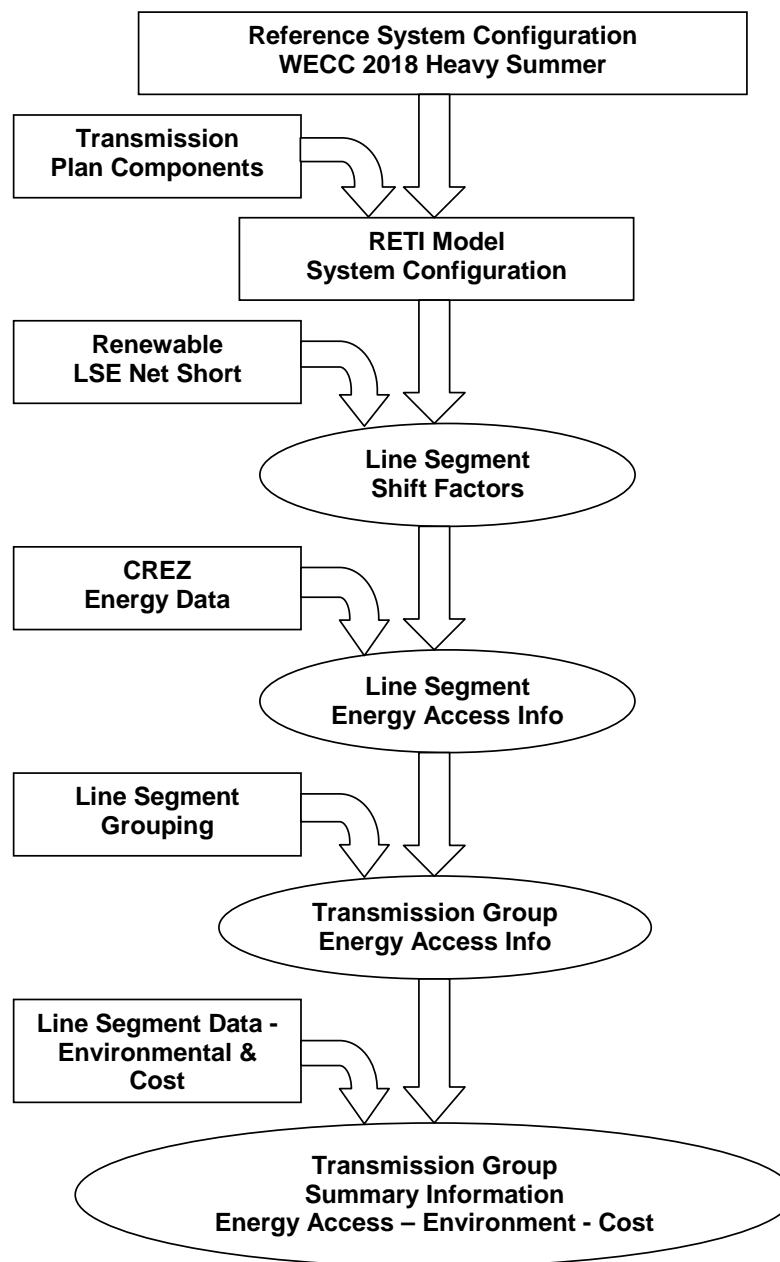 Reference System Configuration
WECC 2018 Heavy Summer
Transmission
Plan Components
RETI Model
System Configuration
Renewable
LSE Net Short
Line Segment
Shift Factors
CREZ
Energy Data
Line Segment
Energy Access Info
Line Segment
Grouping
Transmission Group
Energy Access Info
Line Segment Data -
Environmental &
Cost
Transmission Group
Summary Information
Energy Access – Environment - Cost